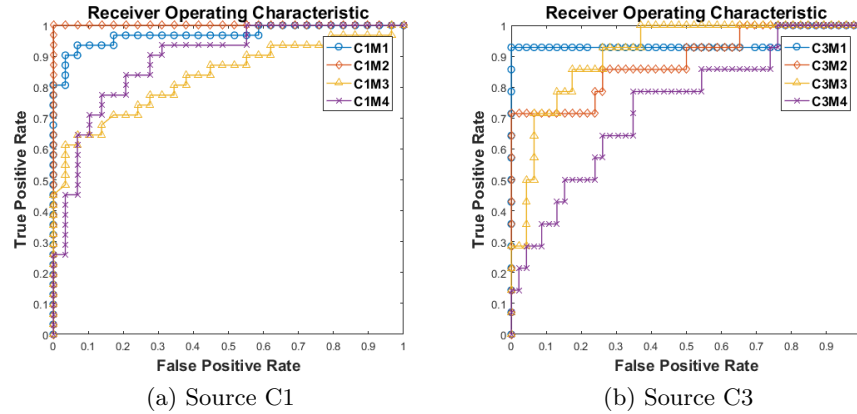 Receiver Operating Characteristic
1
0.9
0.8
0.7
0.6
0.5
0.4
0.3
0.2
0.1
0
True Positive Rate
C1M1
C1M2
C1M3
C1M4
0 0.1 0.2 0.3 0.4 0.5 0.6 0.7 0.8 0.9 1
False Positive Rate
(a) Source C1
Receiver Operating Characteristic
1
0.9
0.8
0.7
0.6
0.5
0.4
0.3
0.2
0.1
0
True Positive Rate
C3M1
C3M2
C3M3
C3M4
0 0.1 0.2 0.3 0.4 0.5 0.6 0.7 0.8 0.9
False Positive Rate
(b) Source C3